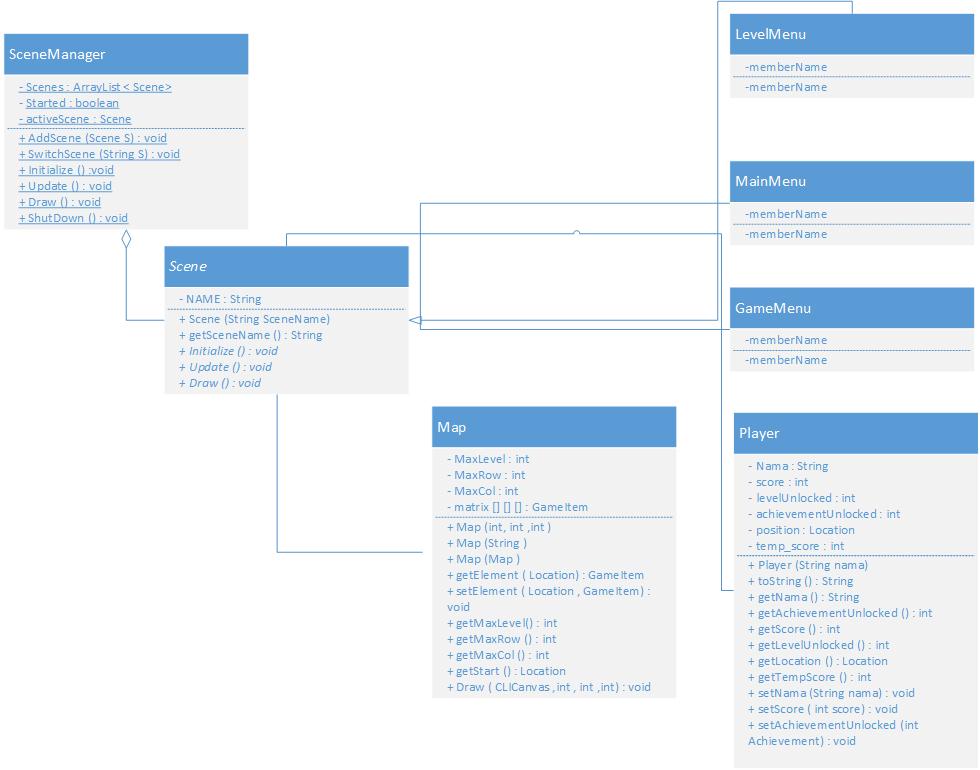 SceneManager
- Scenes : ArrayList < Scene>
- Started : boolean
- activeScene : Scene
+ AddScene (Scene S) : void
+ SwitchScene (String S) : void
+ Initialize () :void
+ Update () : void
+ Draw () : void
+ ShutDown () : void
Scene
- NAME : String
+ Scene (String SceneName)
+ getSceneName () : String
+ Initialize () : void
+ Update () : void
+ Draw () : void
LevelMenu
-memberName
-memberName
MainMenu
-memberName
-memberName
GameMenu
-memberName
-memberName
Map
- MaxLevel : int
- MaxRow : int
- MaxCol : int
- matrix [] [] [] : GameItem
+ Map (int, int ,int )
+ Map (String )
+ Map (Map )
+ getElement ( Location) : GameItem
+ setElement ( Location , GameItem) :
void
+ getMaxLevel() : int
+ getMaxRow () : int
+ getMaxCol () : int
+ getStart () : Location
+ Draw ( CLICanvas ,int , int ,int) : void
Player
- Nama : String
- score : int
- levelUnlocked : int
- achievementUnlocked : int
- position : Location
- temp_score : int
+ Player (String nama)
+ toString () : String
+ getNama () : String
+ getAchievementUnlocked () : int
+ getScore () : int
+ getLevelUnlocked () : int
+ getLocation () : Location
+ getTempScore () : int
+ setNama (String nama) : void
+ setScore ( int score) : void
+ setAchievementUnlocked (int
Achievement) : void